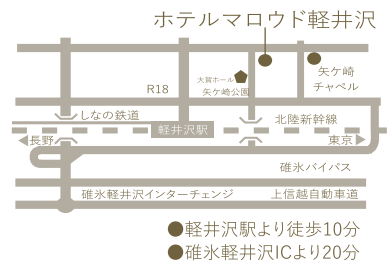 ホテルマロウド軽井沢
矢ケ崎
チャペル
大賀ホール
矢ケ崎公園
R18
しなの鉄道
北陸新幹線
軽井沢駅
長野
東京
碓氷バイパス
碓氷軽井沢インターチェンジ
上信越自動車道
●軽井沢駅より徒歩10分
●碓氷軽井沢ICより20分